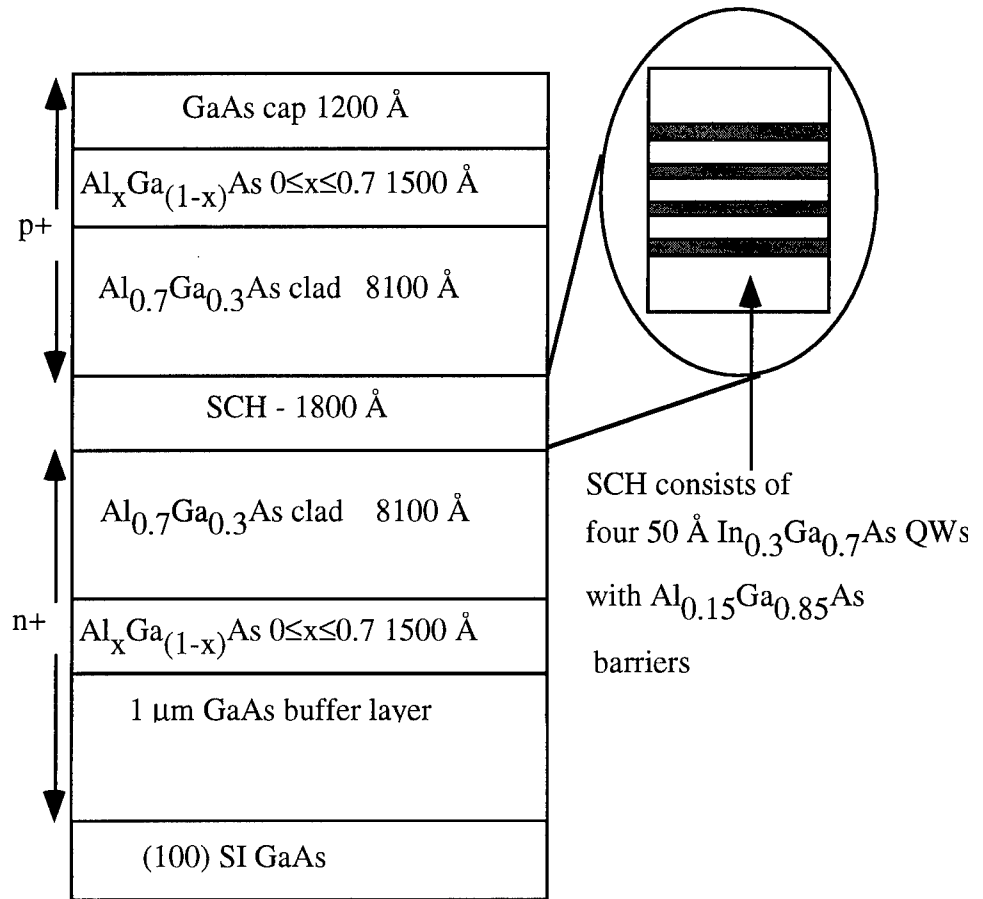 GaAs cap 1200 Å
AlxGa(1-x)As 0≤x≤0.7 1500 Å
p+
Al0.7Ga0.3As clad 8100 Å
SCH - 1800 Å
Al0.7Ga0.3As clad 8100 Å
n+
AlxGa(1-x)As 0≤x≤0.7 1500 Å
1 μm GaAs buffer layer
(100) SI GaAs
SCH consists of
four 50 Å In0.3Ga0.7As QWs
with Al0.15Ga0.85As
barriers